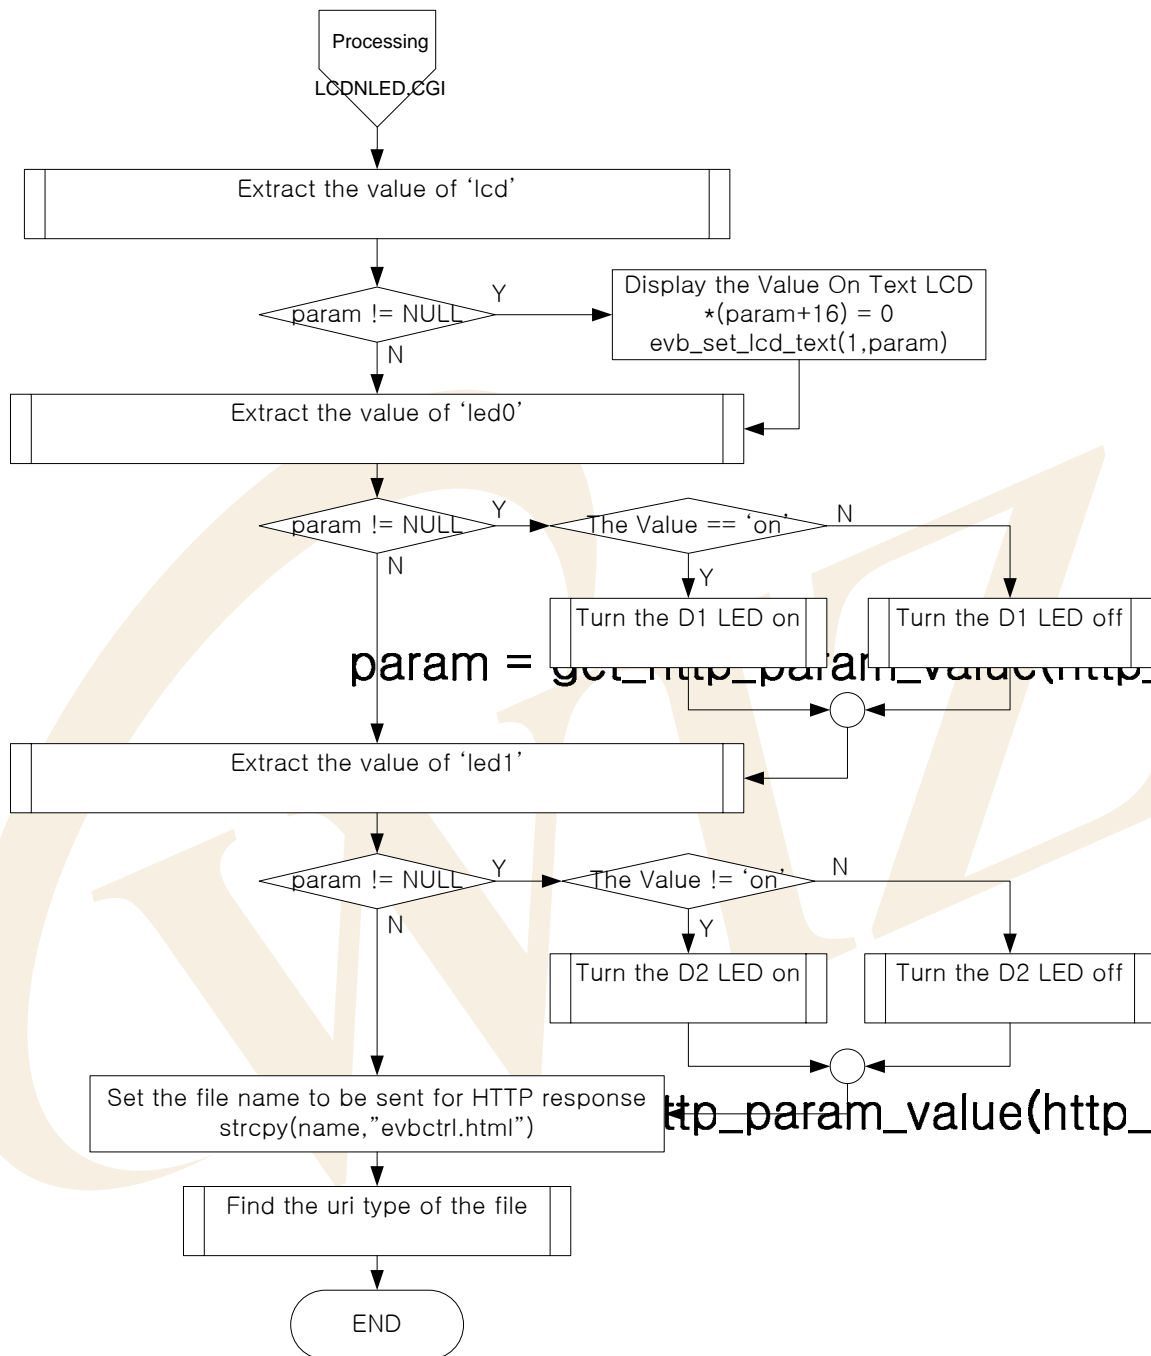 Processing
LCDNLED.CGI
Extract the value of ‘lcd’
param != NULL
Y
N
Display the Value On Text LCD
*(param+16) = 0
evb_set_lcd_text(1,param)
Extract the value of ‘led0’
param != NULL
Y
N
The Value == ‘on’
N
Y
Turn the D1 LED on
Turn the D1 LED off
param = get_http_param_value(http_
Extract the value of ‘led1’
param != NULL
Y
N
The Value != ‘on’
N
Y
Turn the D2 LED on
Turn the D2 LED off
Set the file name to be sent for HTTP response
strcpy(name,”evbctrl.html”)
ttp_param_value(http_
Find the uri type of the file
END